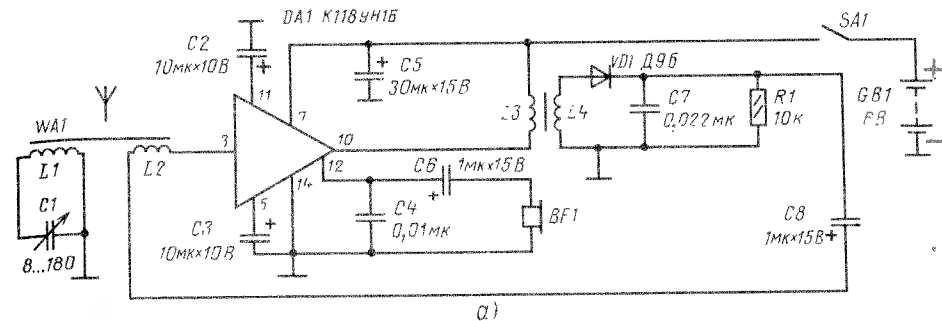 DA1 К118УН1Б
SA1
C2
10мк×10В
11
7
C5
30мк×15В
VD1 Д9б
L3
L4
C7
0,022мк
R1
10к
GB1
WA1
L1
L2
3
10
12
14
5
C6
1мк×15В
BF1
C4
0,01мк
C1
8...180
C3
10мк×10В
C8
1мк×15В
а)